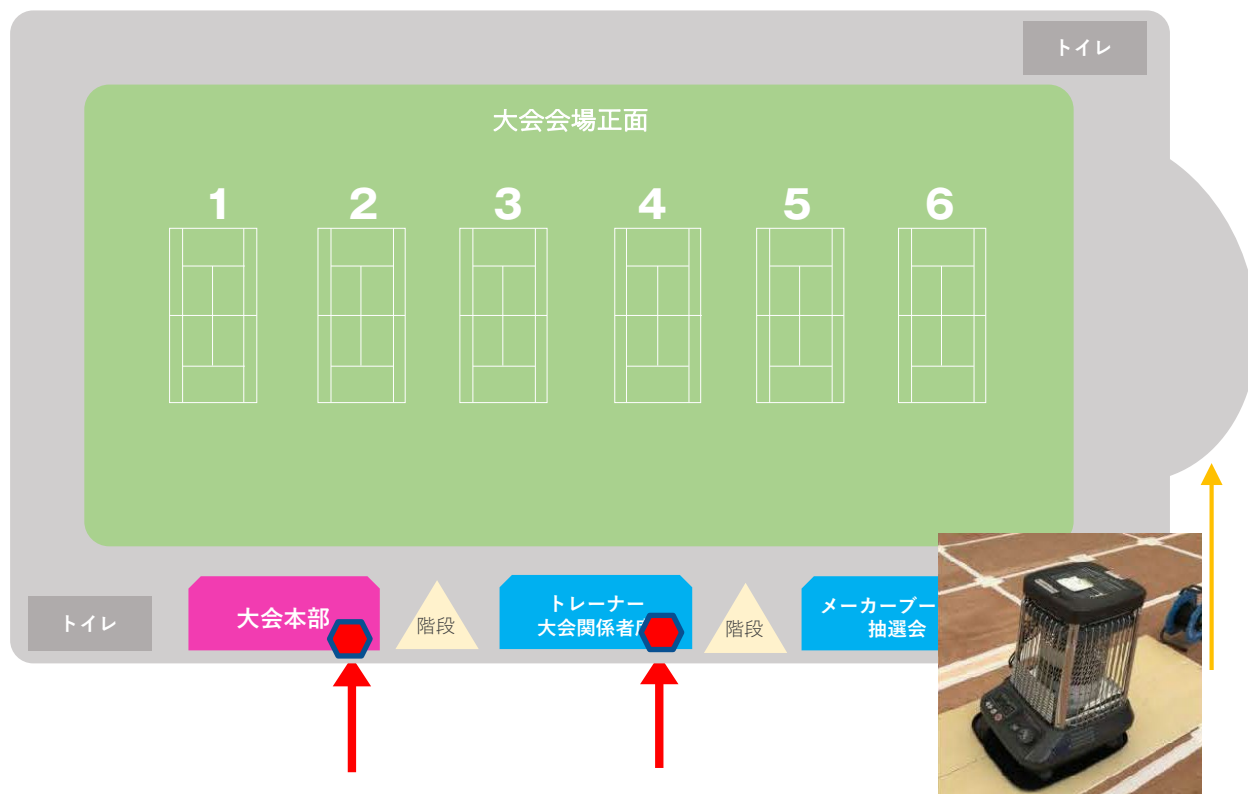 トイレ
大会会場正面
1 2 3 4 5 6
トイレ
大会本部
階段
トレーナー
大会関係者
階段
メーカーブー
抽選会